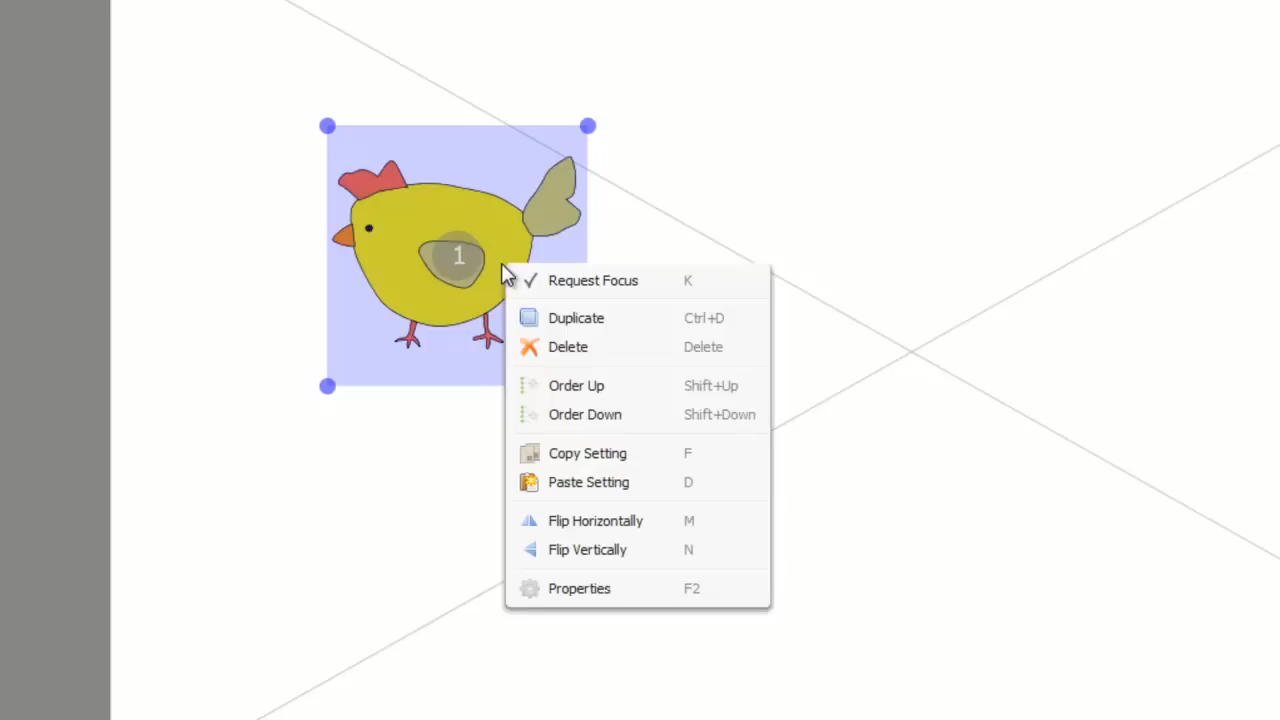 1
Request Focus K
Duplicate Ctrl+D
Delete Delete
Order Up Shift+Up
Order Down Shift+Down
Copy Setting F
Paste Setting D
Flip Horizontally M
Flip Vertically N
Properties F2